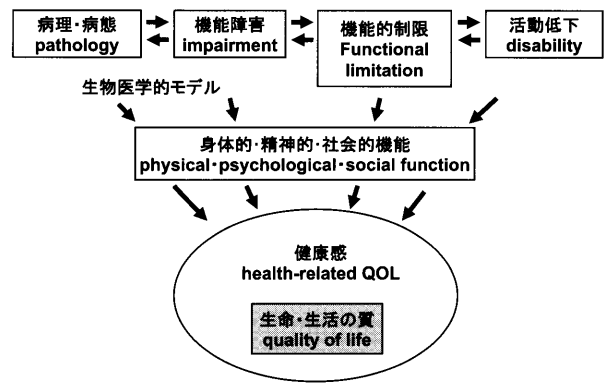 病理・病態
pathology
機能障害
impairment
機能的制限
Functional
limitation
活動低下
disability
生物医学的モデル
身体的・精神的・社会的機能
physical・psychological・social function
健康感
health-related QOL
生命・生活の質
quality of life